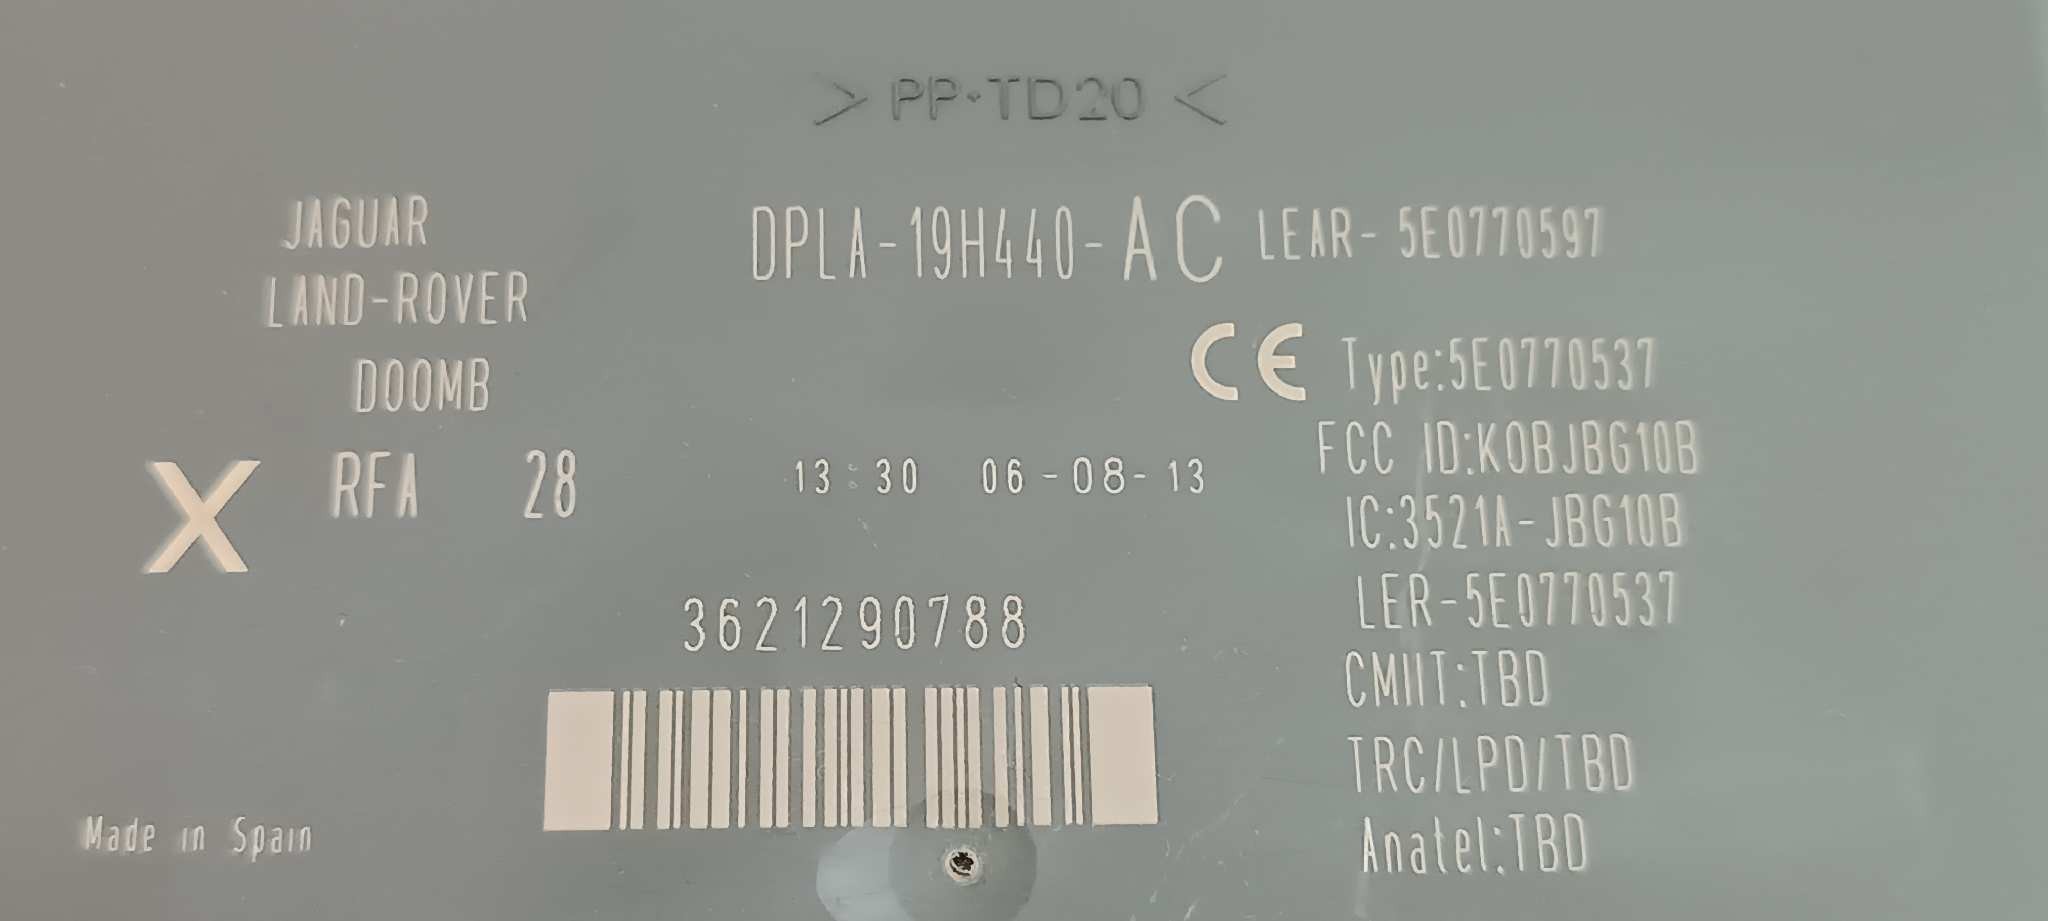 >PP-TD20<
JAGUAR
LAND-ROVER
DOOMB
X RFA 28
DPLA-19H440-AC LEAR-5E0770597
CE Type:5E0770537
13:30 06-08-13
FCC ID:KOBJBG10B
IC:3521A-JBG10B
LER-5E0770537
CMIIT:TBD
TRC/LPD/TBD
Anatel:TBD
3621290788
Made in Spain